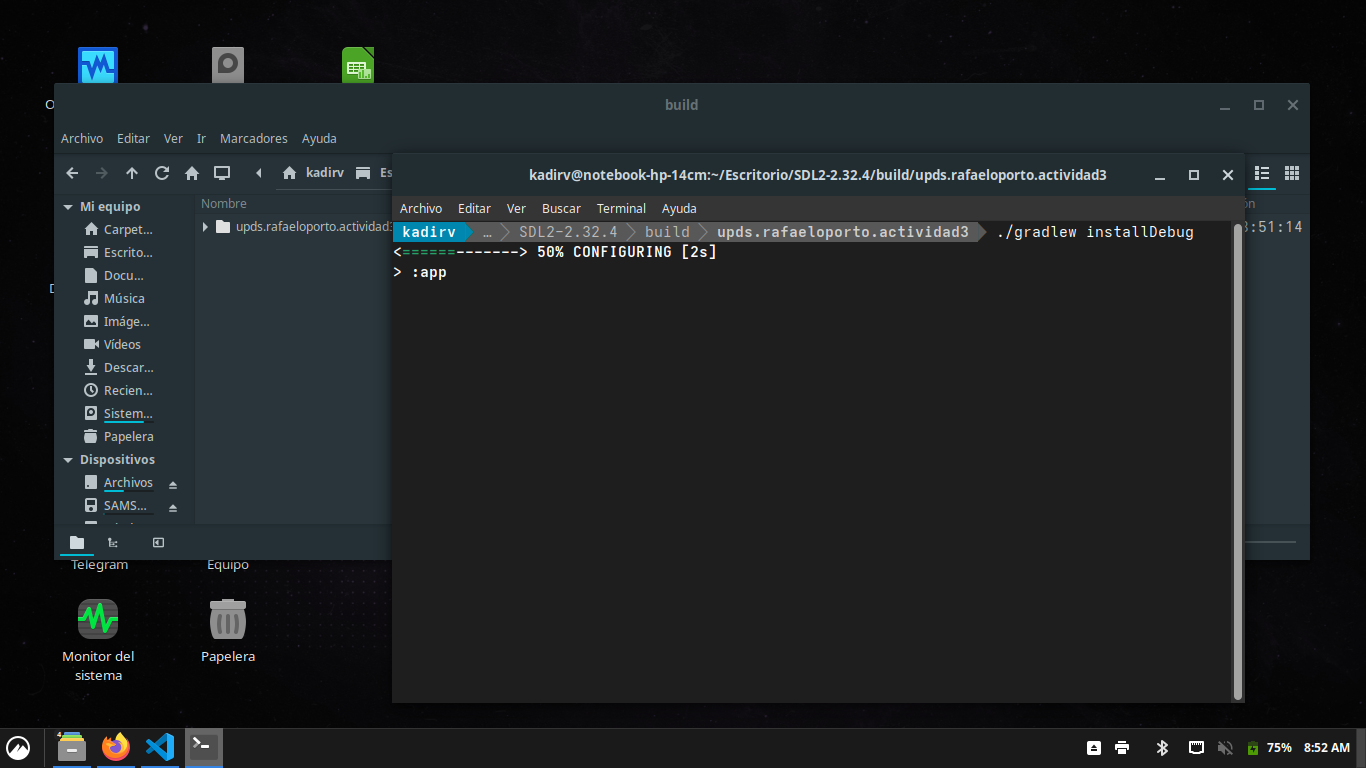 O
build
Archivo Editar Ver Ir Marcadores Ayuda
kadirv Es
kadirv@notebook-hp-14cm:~/Escritorio/SDL2-2.32.4/build/upds.rafaeloporto.actividad3
Mi equipo
Carpet...
Escrito...
Docu...
Música
Imáge...
Vídeos
Descar...
Recien...
Sistem...
Papelera
Dispositivos
Archivos
SAMS...
Nombre
upds.rafaeloporto.actividad3
ón
8:51:14
Archivo Editar Ver Buscar Terminal Ayuda
kadirv … SDL2-2.32.4 build upds.rafaeloporto.actividad3 ./gradlew installDebug
<======-------> 50% CONFIGURING [2s]
> :app
Telegram
Equipo
Monitor del
sistema
Papelera
4
75% 8:52 AM